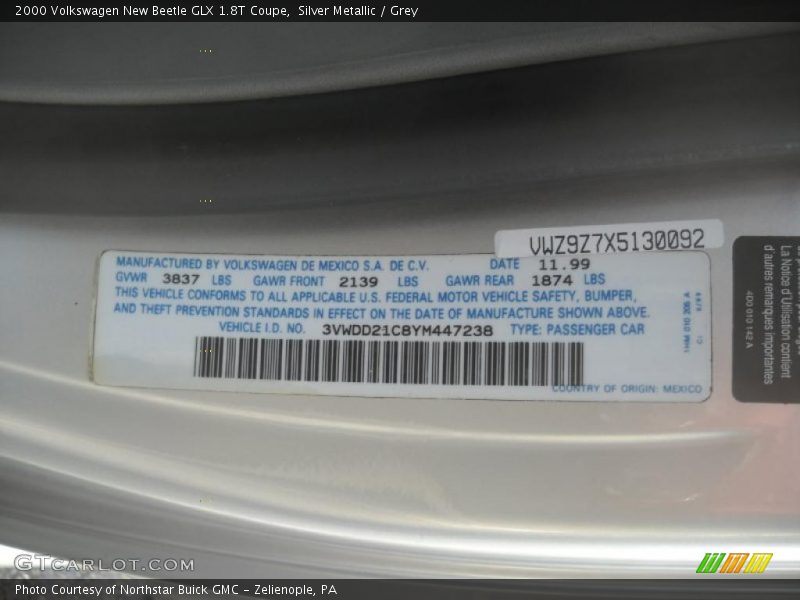 2000 Volkswagen New Beetle GLX 1.8T Coupe, Silver Metallic / Grey
VWZ9Z7X5130092
MANUFACTURED BY VOLKSWAGEN DE MEXICO S.A. DE C.V. DATE 11.99
GVWR 3837 LBS GAWR FRONT 2139 LBS GAWR REAR 1874 LBS
THIS VEHICLE CONFORMS TO ALL APPLICABLE U.S. FEDERAL MOTOR VEHICLE SAFETY, BUMPER,
AND THEFT PREVENTION STANDARDS IN EFFECT ON THE DATE OF MANUFACTURE SHOWN ABOVE.
VEHICLE I.D. NO. 3VWDD21C8YM447238 TYPE: PASSENGER CAR
COUNTRY OF ORIGIN: MEXICO
1HM 010 205 A
La Notice d'Utilisation contient
d'autres remarques importantes
4D0 010 142 A
GTcarlot.com
Photo Courtesy of Northstar Buick GMC - Zelienople, PA